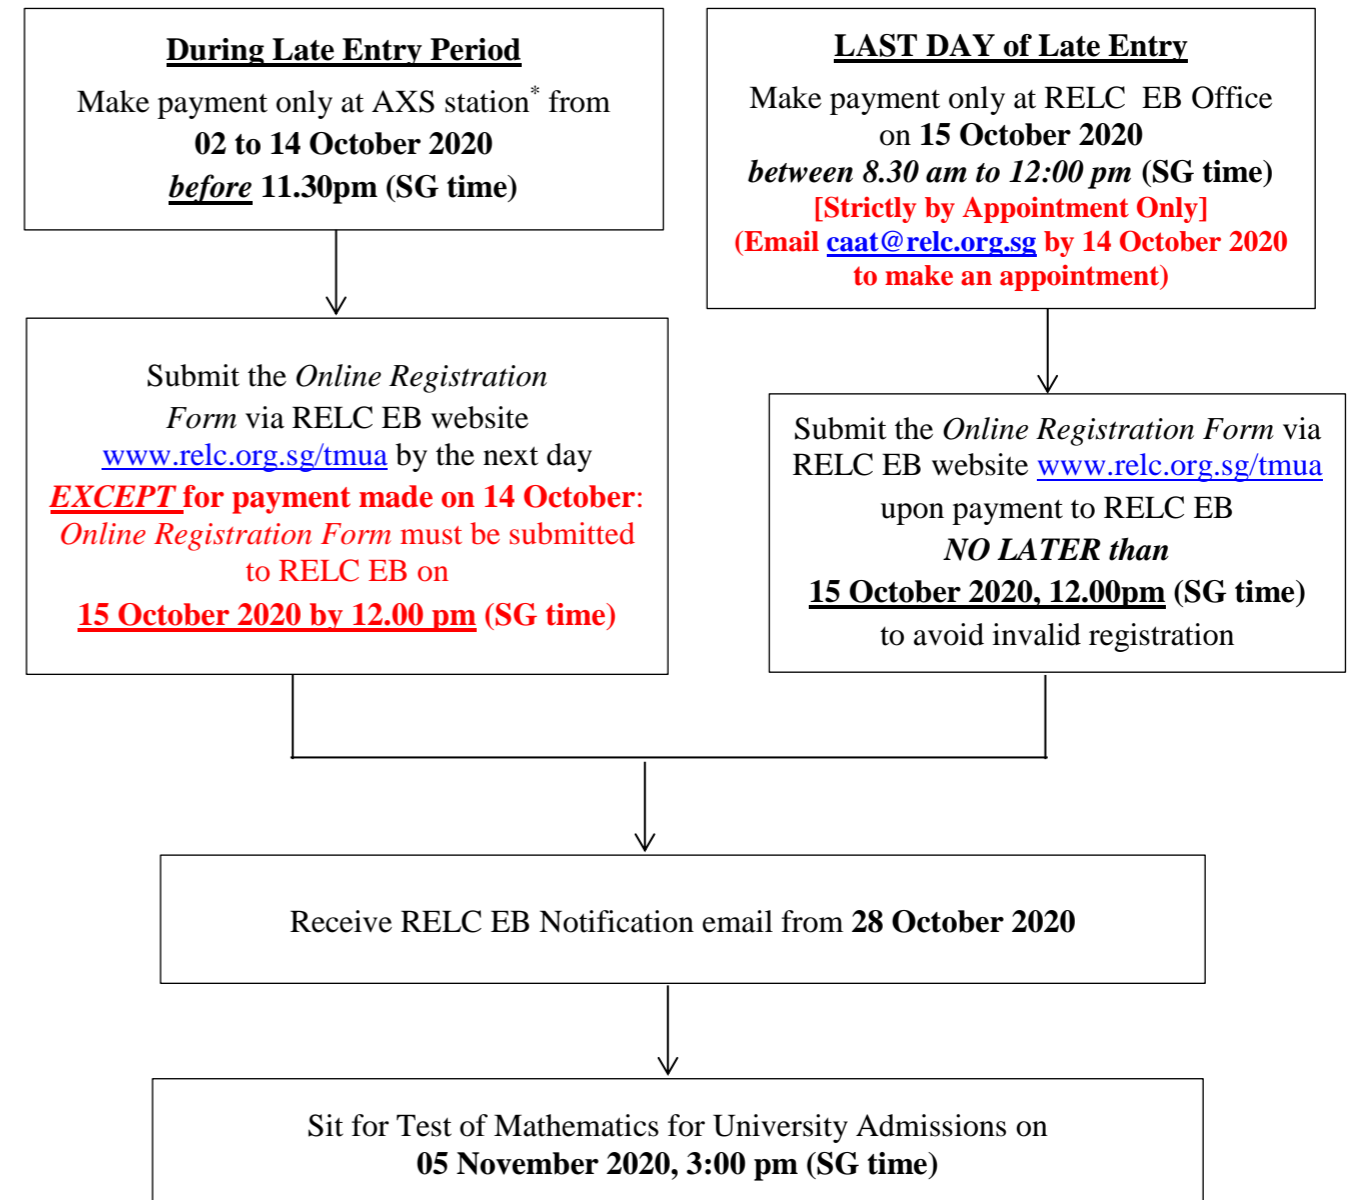 During Late Entry Period
Make payment only at AXS station* from
02 to 14 October 2020
before 11.30pm (SG time)
LAST DAY of Late Entry
Make payment only at RELC EB Office
on 15 October 2020
between 8.30 am to 12:00 pm (SG time)
[Strictly by Appointment Only]
(Email caat@relc.org.sg by 14 October 2020
to make an appointment)
Submit the Online Registration
Form via RELC EB website
www.relc.org.sg/tmua by the next day
EXCEPT for payment made on 14 October:
Online Registration Form must be submitted
to RELC EB on
15 October 2020 by 12.00 pm (SG time)
Submit the Online Registration Form via
RELC EB website www.relc.org.sg/tmua
upon payment to RELC EB
NO LATER than
15 October 2020, 12.00pm (SG time)
to avoid invalid registration
Receive RELC EB Notification email from 28 October 2020
Sit for Test of Mathematics for University Admissions on
05 November 2020, 3:00 pm (SG time)